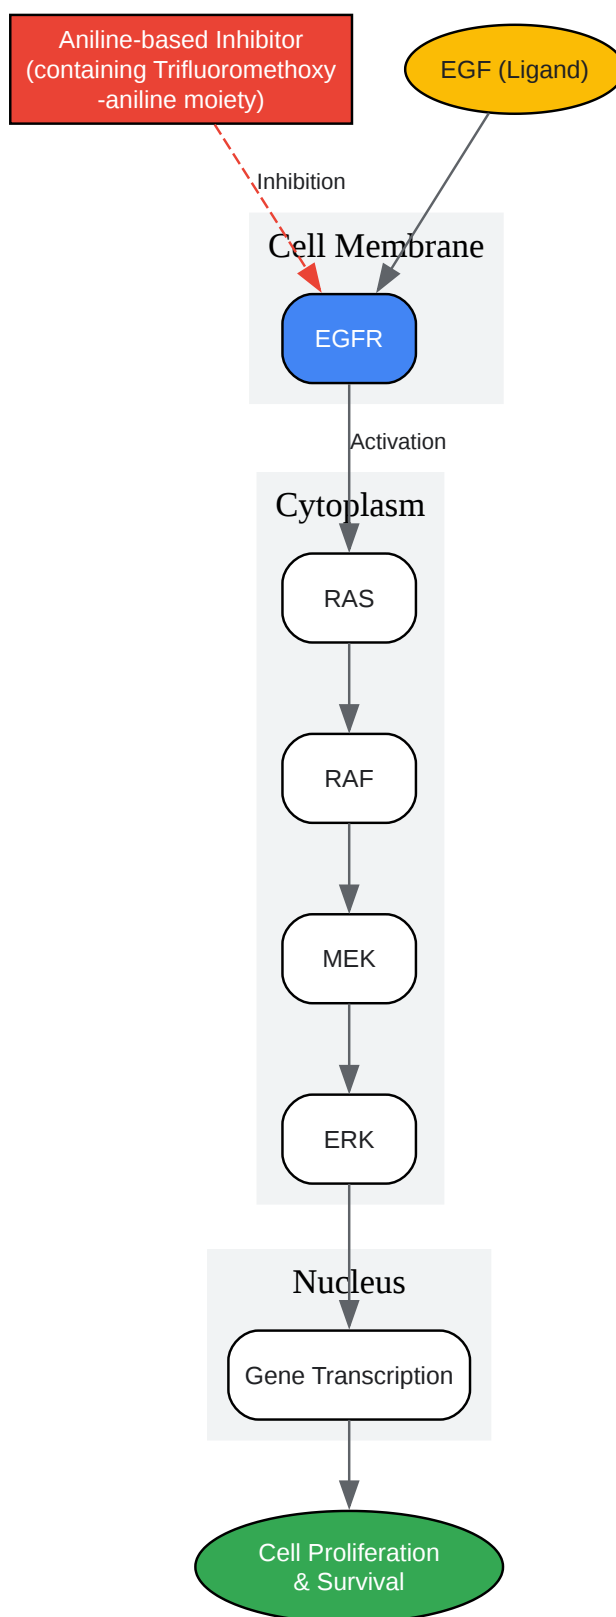 Aniline-based Inhibitor
(containing Trifluoromethoxy
-aniline moiety)
EGF (Ligand)
Inhibition
Cell Membrane
EGFR
Activation
Cytoplasm
RAS
RAF
MEK
ERK
Nucleus
Gene Transcription
Cell Proliferation
& Survival